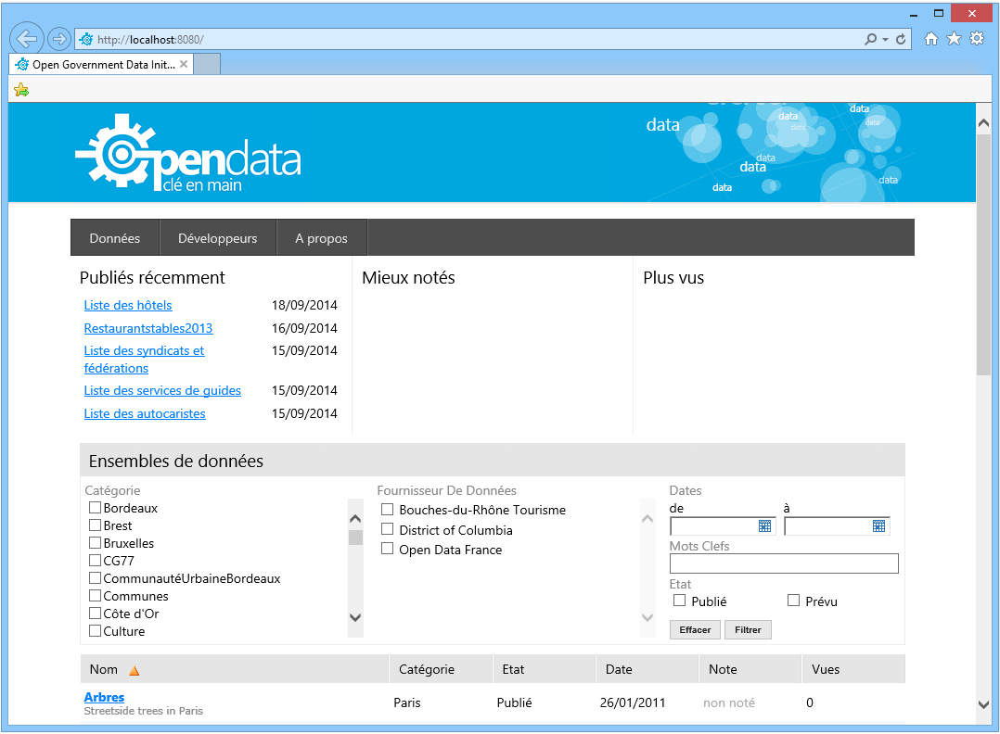 http://localhost:8080/
Open Government Data Init...
data
data
data
data
data
data
data
data
Opendata
clé en main
Données
Développeurs
A propos
Publiés récemment
Liste des hôtels 18/09/2014
Restaurantstables2013 16/09/2014
Liste des syndicats et 15/09/2014
fédérations
Liste des services de guides 15/09/2014
Liste des autocaristes 15/09/2014
Mieux notés
Plus vus
Ensembles de données
Catégorie
Bordeaux
Brest
Bruxelles
CG77
CommunautéUrbaineBordeaux
Communes
Côte d'Or
Culture
Fournisseur De Données
Bouches-du-Rhône Tourisme
District of Columbia
Open Data France
Dates
de à
Mots Clefs
Etat
Publié Prévu
Effacer Filtrer
Nom Catégorie Etat Date Note Vues
Arbres Paris Publié 26/01/2011 non noté 0
Streetside trees in Paris